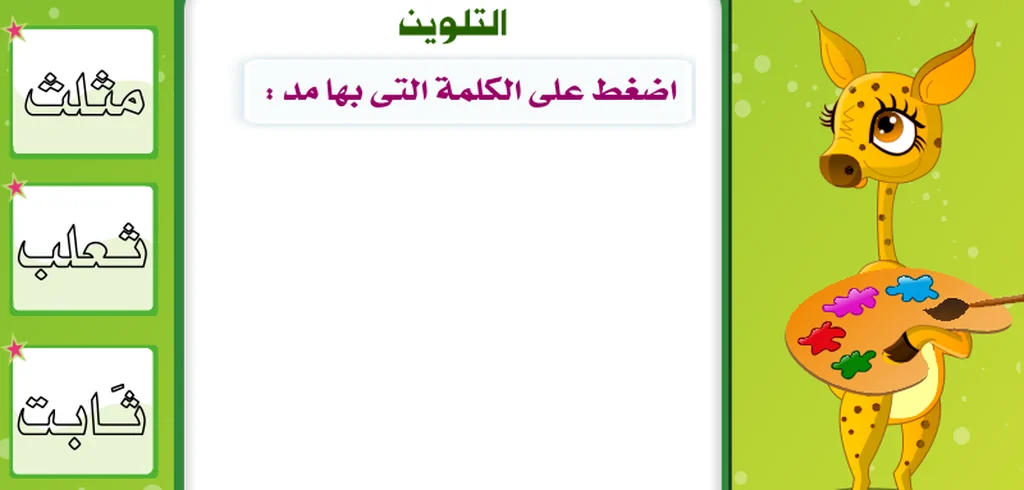 التلوين
اضغط على الكلمة التى بها مد :
مثلث
ثعلب
ثَابت